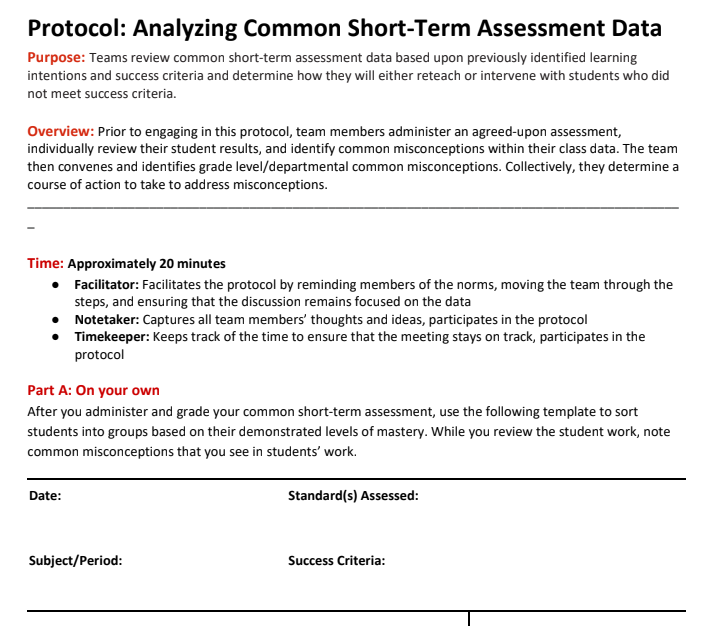 Protocol: Analyzing Common Short-Term Assessment Data
Purpose: Teams review common short-term assessment data based upon previously identified learning
intentions and success criteria and determine how they will either reteach or intervene with students who did
not meet success criteria.
Overview: Prior to engaging in this protocol, team members administer an agreed-upon assessment,
individually review their student results, and identify common misconceptions within their class data. The team
then convenes and identifies grade level/departmental common misconceptions. Collectively, they determine a
course of action to take to address misconceptions.
Time: Approximately 20 minutes
● Facilitator: Facilitates the protocol by reminding members of the norms, moving the team through the
steps, and ensuring that the discussion remains focused on the data
● Notetaker: Captures all team members’ thoughts and ideas, participates in the protocol
● Timekeeper: Keeps track of the time to ensure that the meeting stays on track, participates in the
protocol
Part A: On your own
After you administer and grade your common short-term assessment, use the following template to sort
students into groups based on their demonstrated levels of mastery. While you review the student work, note
common misconceptions that you see in students’ work.
Date: Standard(s) Assessed:
Subject/Period: Success Criteria: